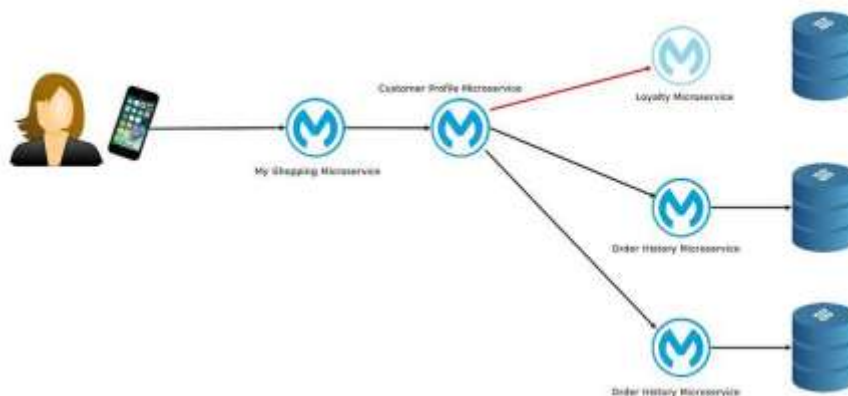 Customer Profile Microservice
Loyalty Microservice
My Shopping Microservice
Order History Microservice
Order History Microservice